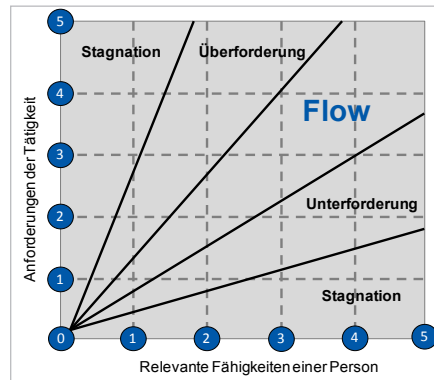 5
Stagnation
Überforderung
4
Flow
3
Unterforderung
2
1
Stagnation
0
1
2
3
4
5
Anforderungen der Tätigkeit
Relevante Fähigkeiten einer Person